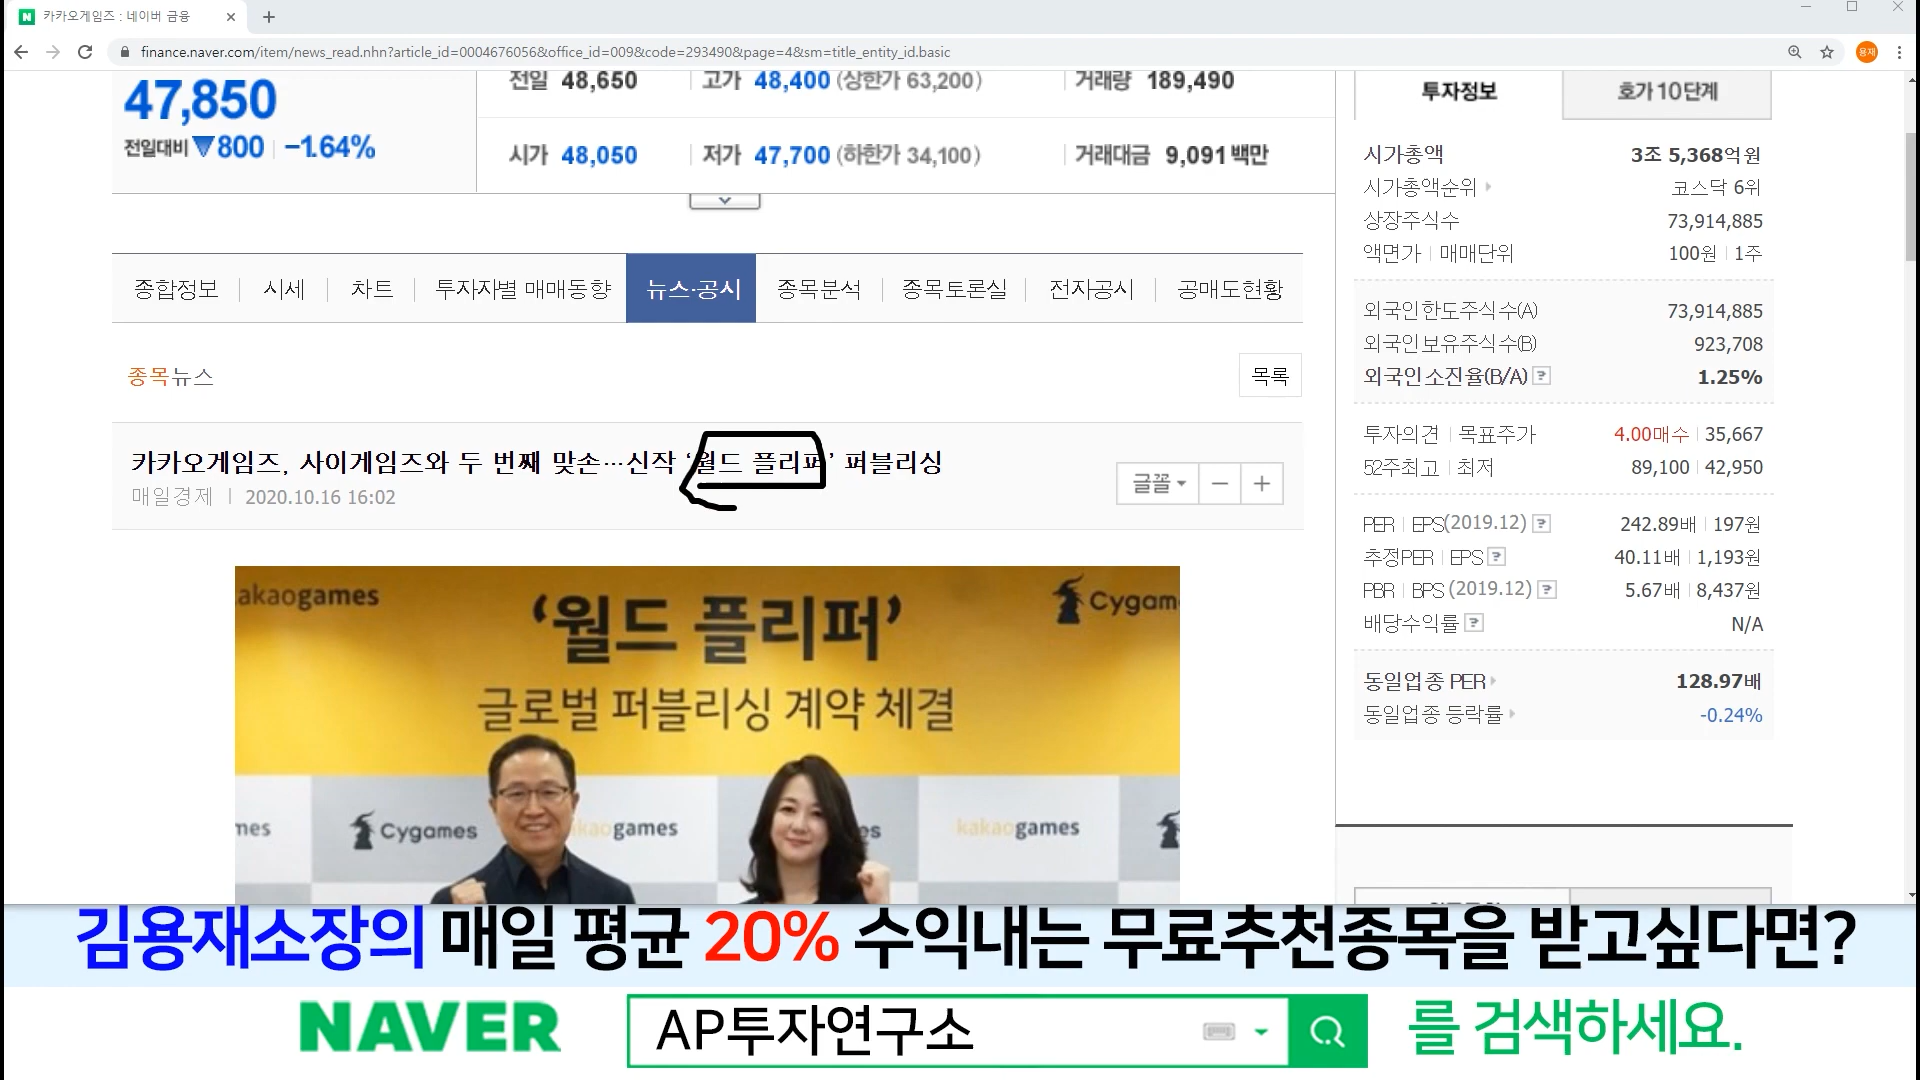 카카오게임즈 : 네이버 금융
finance.naver.com/item/news_read.nhn?article_id=0004676056&office_id=009&code=293490&page=4&sm=title_entity_id.basic
용재
47,850
전일대비 ▼800 | -1.64%
전일 48,650 | 고가 48,400 (상한가 63,200) | 거래량 189,490
시가 48,050 | 저가 47,700 (하한가 34,100) | 거래대금 9,091 백만
종합정보 | 시세 | 차트 | 투자자별 매매동향 뉴스·공시 종목분석 | 종목토론실 | 전자공시 | 공매도현황
종목뉴스
목록
카카오게임즈, 사이게임즈와 두 번째 맞손…신작 ‘월드 플리퍼’ 퍼블리싱
매일경제 | 2020.10.16 16:02
글꼴 - +
akaogames
‘월드 플리퍼’
Cygam
글로벌 퍼블리싱 계약 체결
mes Cygames kaogames es kakaogames
투자정보 호가 10단계
시가총액 3조 5,368억원
시가총액순위 코스닥 6위
상장주식수 73,914,885
액면가 | 매매단위 100원 | 1주
외국인한도주식수(A) 73,914,885
외국인보유주식수(B) 923,708
외국인소진율(B/A) ? 1.25%
투자의견 | 목표주가 4.00매수 | 35,667
52주최고 | 최저 89,100 | 42,950
PER | EPS(2019.12) ? 242.89배 | 197원
추정PER | EPS ? 40.11배 | 1,193원
PBR | BPS (2019.12) ? 5.67배 | 8,437원
배당수익률 ? N/A
동일업종 PER 128.97배
동일업종 등락률 -0.24%
김용재소장의 매일 평균 20% 수익내는 무료추천종목을 받고싶다면?
NAVER AP투자연구소 를 검색하세요.